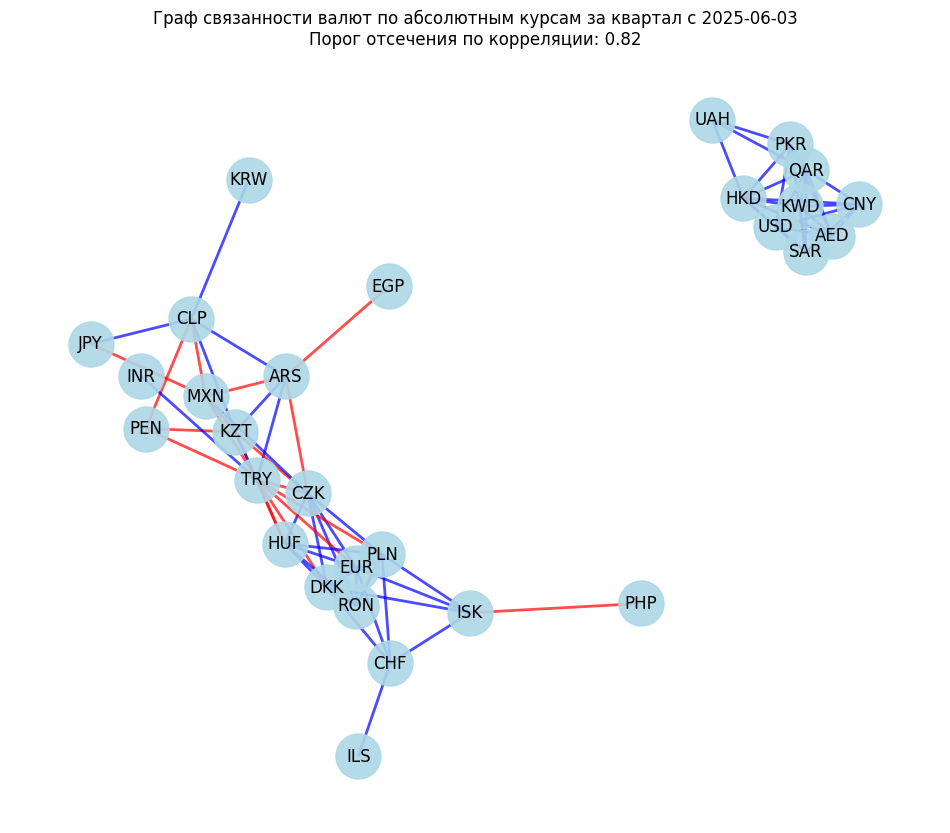 Граф связанности валют по абсолютным курсам за квартал с 2025-06-03
Порог отсечения по корреляции: 0.82
UAH
PKR
QAR
KRW
HKD
KWD
CNY
USD
AED
SAR
EGP
CLP
JPY
INR
ARS
MXN
PEN
KZT
TRY
CZK
HUF
PLN
EUR
DKK
RON
ISK
PHP
CHF
ILS